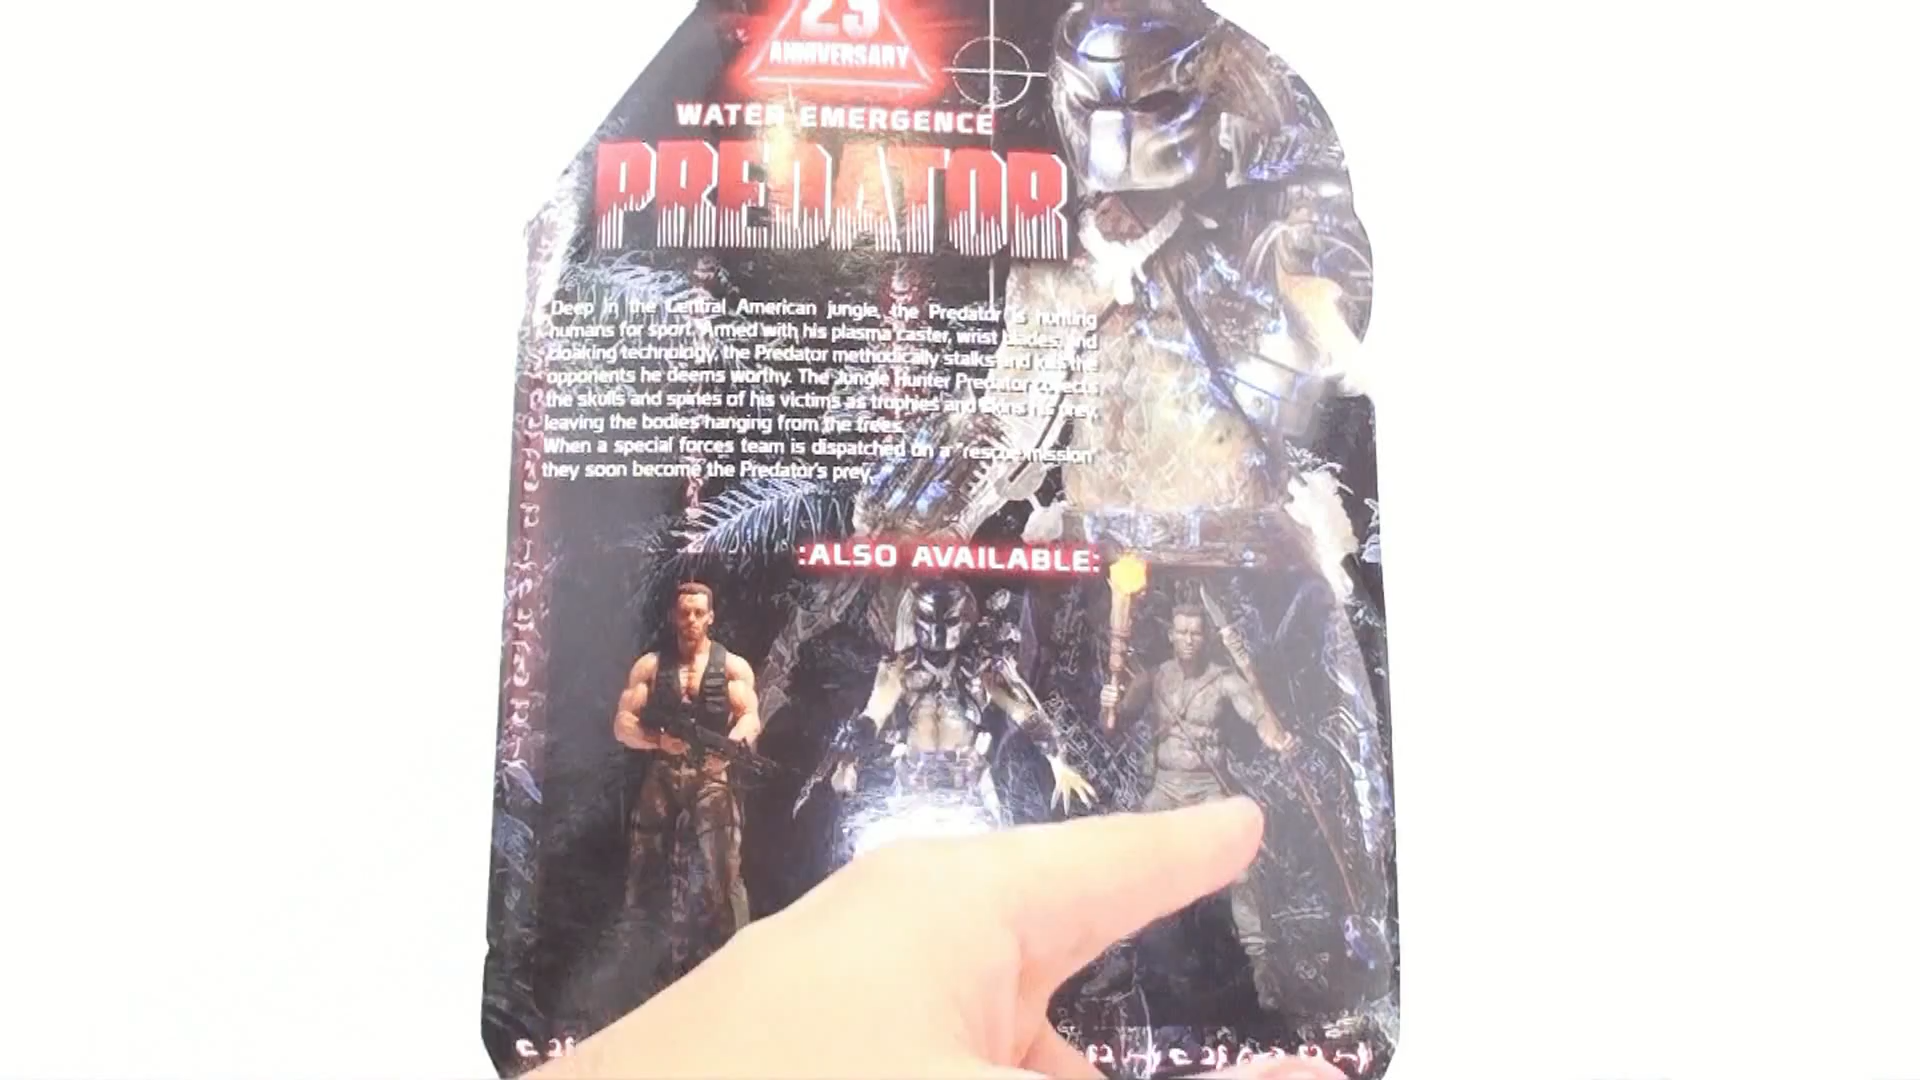 25
ANNIVERSARY
WATER EMERGENCE
PREDATOR
Deep in the Central American jungle, the Predator is hunting
humans for sport. Armed with his plasma caster, wrist blades, and
cloaking technology, the Predator methodically stalks and kills the
opponents he deems worthy. The Jungle Hunter Predator collects
the skulls and spines of his victims as trophies and skins his prey,
leaving the bodies hanging from the trees.
When a special forces team is dispatched on a "rescue mission"
they soon become the Predator's prey.
:ALSO AVAILABLE: